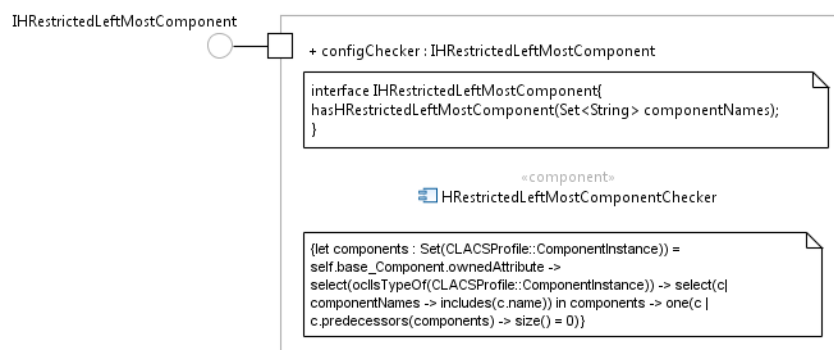 IHRestrictedLeftMostComponent
+ configChecker : IHRestrictedLeftMostComponent
interface IHRestrictedLeftMostComponent{
hasHRestrictedLeftMostComponent(Set<String> componentNames);
}
«component»
HRestrictedLeftMostComponentChecker
{let components : Set(CLACSProfile::ComponentInstance)) =
self.base_Component.ownedAttribute ->
select(oclIsTypeOf(CLACSProfile::ComponentInstance)) -> select(c|
componentNames -> includes(c.name)) in components -> one(c |
c.predecessors(components) -> size() = 0)}